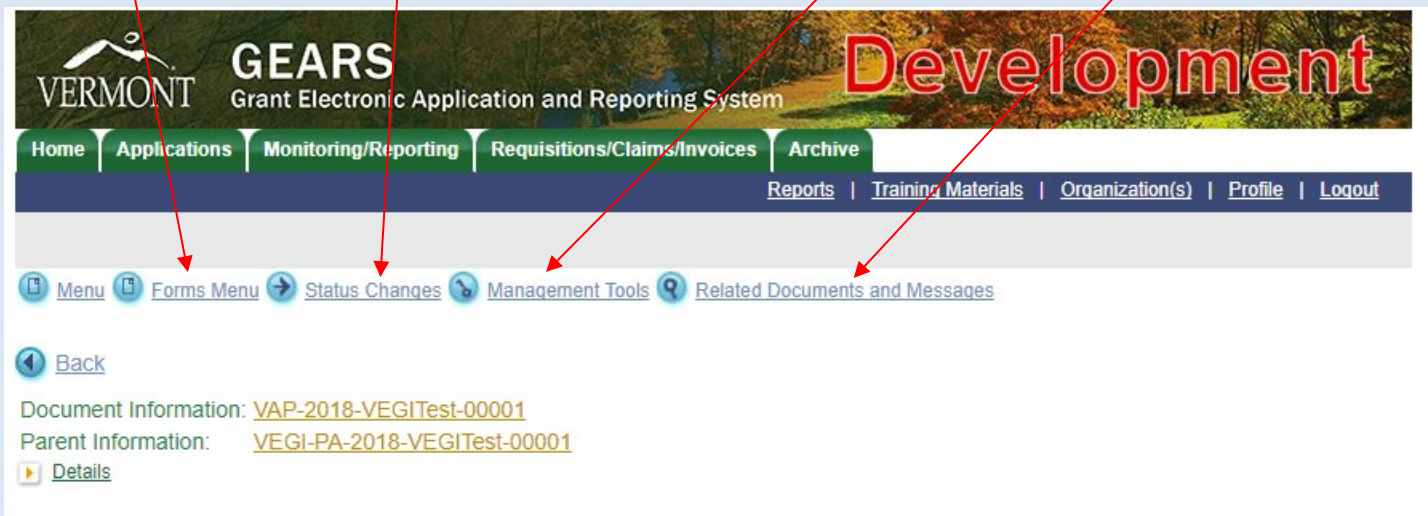 VERMONT
GEARS
Grant Electronic Application and Reporting System
Development
Home Applications Monitoring/Reporting Requisitions/Claims/Invoices Archive
Reports | Training Materials | Organization(s) | Profile | Logout
Menu Forms Menu Status Changes Management Tools Related Documents and Messages
Back
Document Information: VAP-2018-VEGITest-00001
Parent Information: VEGI-PA-2018-VEGITest-00001
Details